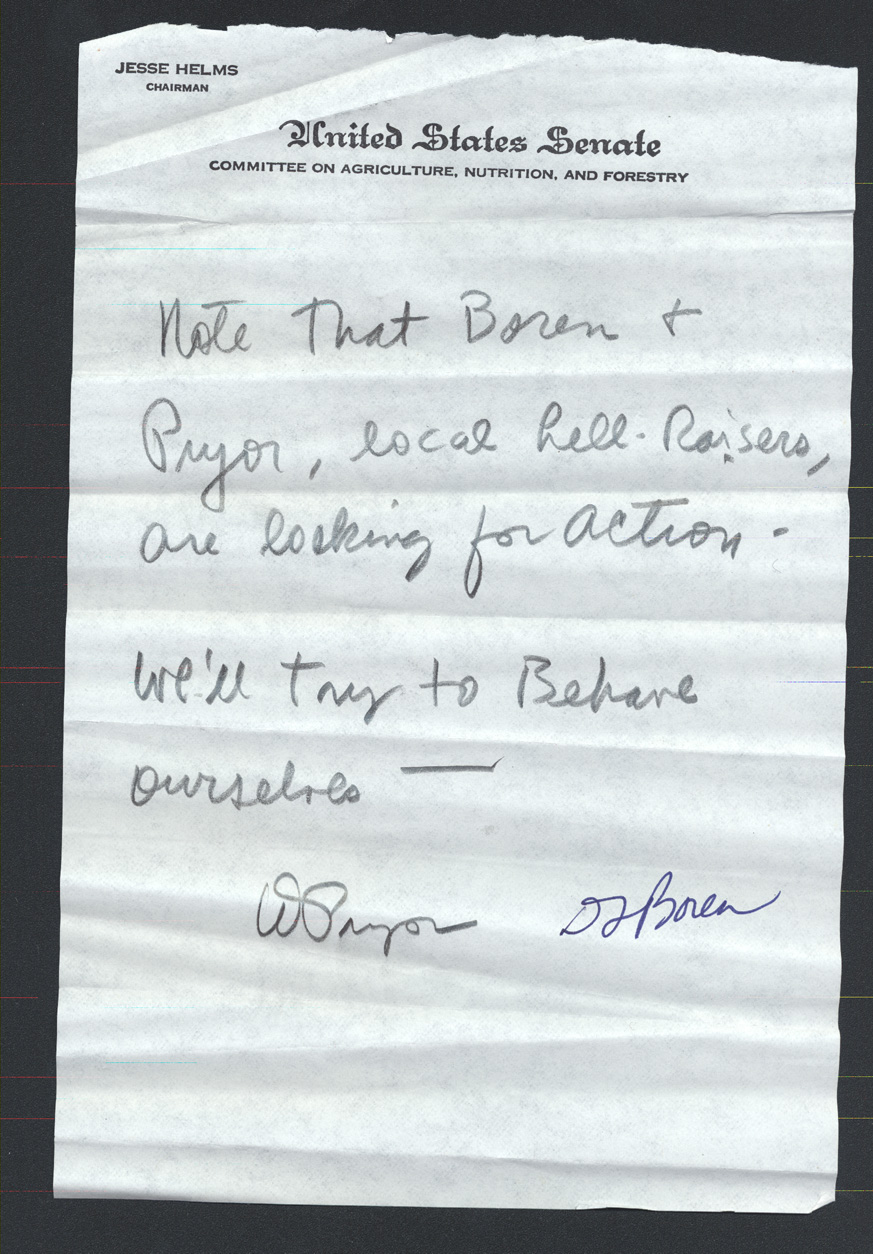 JESSE HELMS
CHAIRMAN
United States Senate
COMMITTEE ON AGRICULTURE, NUTRITION, AND FORESTRY
Note That Boren +
Pryor, local hell-Raisers,
are looking for action -
We'll Try to Behave
ourselves —
DPryor DLBoren